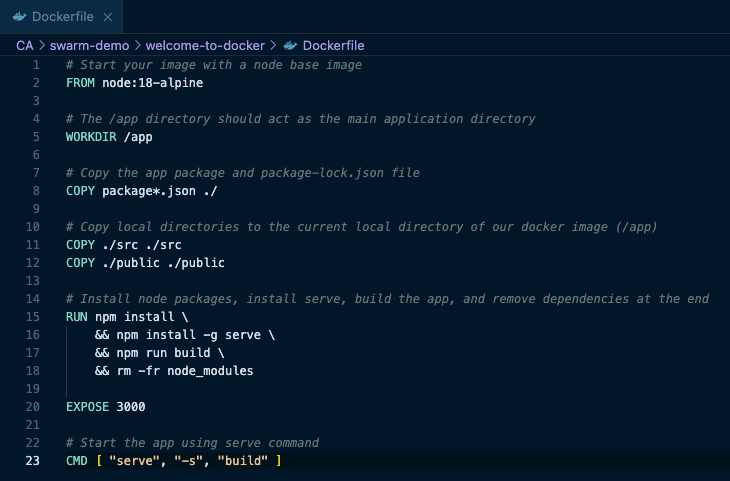 Dockerfile ×
CA > swarm-demo > welcome-to-docker > Dockerfile
1 # Start your image with a node base image
2 FROM node:18-alpine
3
4 # The /app directory should act as the main application directory
5 WORKDIR /app
6
7 # Copy the app package and package-lock.json file
8 COPY package*.json ./
9
10 # Copy local directories to the current local directory of our docker image (/app)
11 COPY ./src ./src
12 COPY ./public ./public
13
14 # Install node packages, install serve, build the app, and remove dependencies at the end
15 RUN npm install \
16     && npm install -g serve \
17     && npm run build \
18     && rm -fr node_modules
19
20 EXPOSE 3000
21
22 # Start the app using serve command
23 CMD [ "serve", "-s", "build" ]